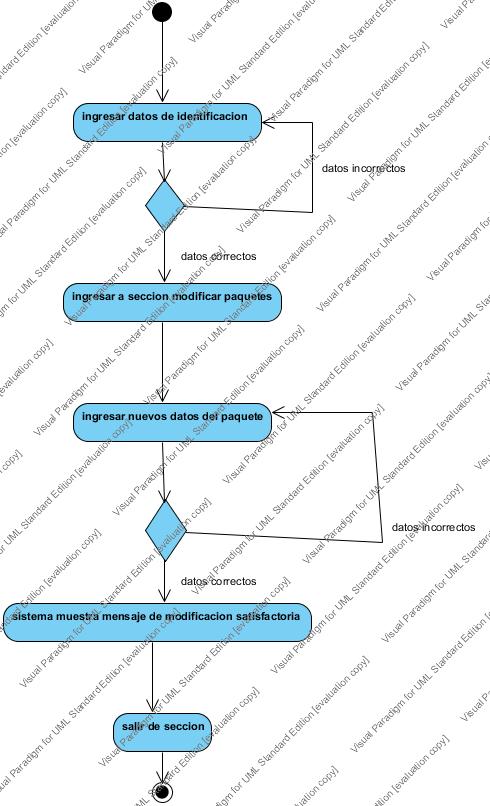 ingresar datos de identificacion
datos incorrectos
datos correctos
ingresar a seccion modificar paquetes
ingresar nuevos datos del paquete
datos incorrectos
datos correctos
sistema muestra mensaje de modificacion satisfactoria
salir de seccion
Visual Paradigm for UML Standard Edition [evaluation copy]